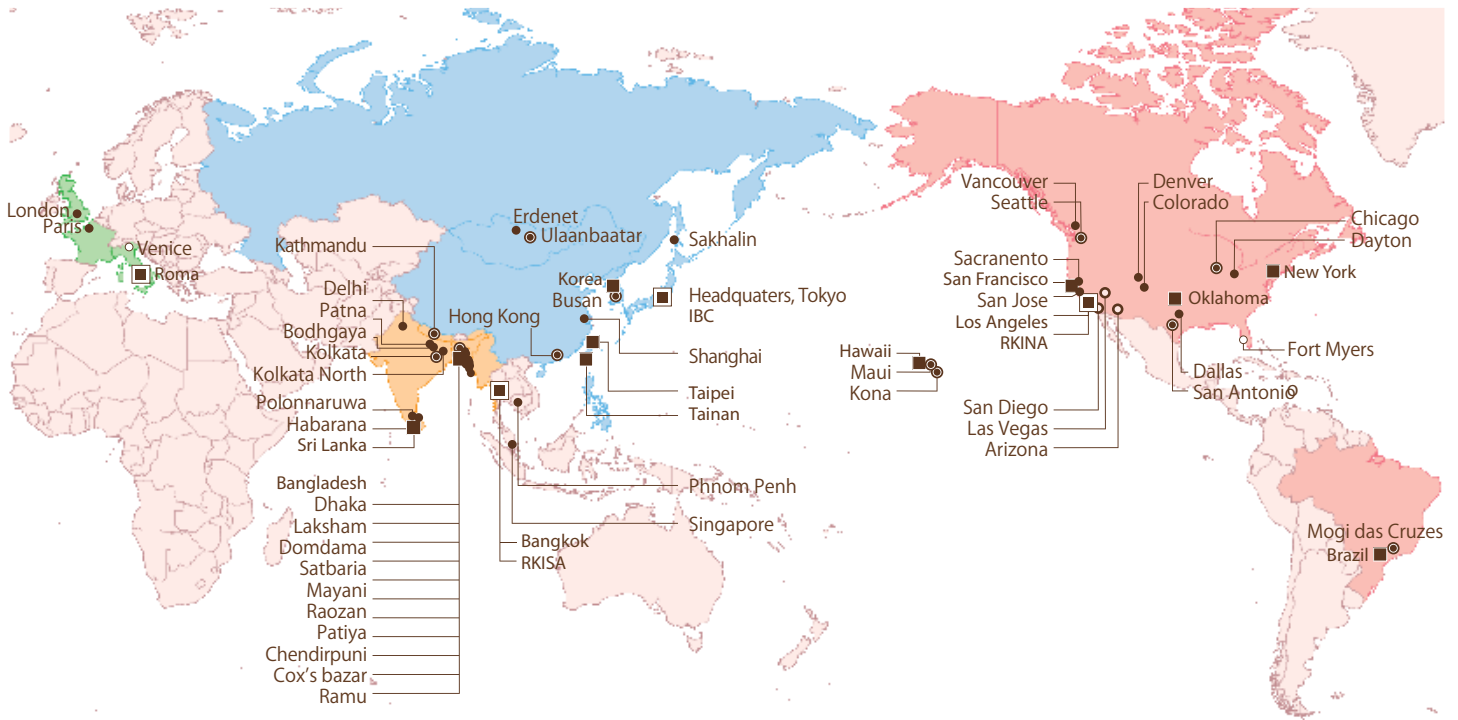 London
Paris
Venice
Roma
Kathmandu
Delhi
Patna
Bodhgaya
Kolkata
Kolkata North
Polonnaruwa
Habarana
Sri Lanka
Bangladesh
Dhaka
Laksham
Domdama
Satbaria
Mayani
Raozan
Patiya
Chendirpuni
Cox's bazar
Ramu
Erdenet
Ulaanbaatar
Sakhalin
Korea
Busan
Headquaters, Tokyo
IBC
Hong Kong
Shanghai
Taipei
Tainan
Phnom Penh
Singapore
Bangkok
RKISA
Vancouver
Seattle
Sacranento
San Francisco
San Jose
Los Angeles
RKINA
Hawaii
Maui
Kona
San Diego
Las Vegas
Arizona
Denver
Colorado
Chicago
Dayton
New York
Oklahoma
Fort Myers
Dallas
San Antonio
Mogi das Cruzes
Brazil